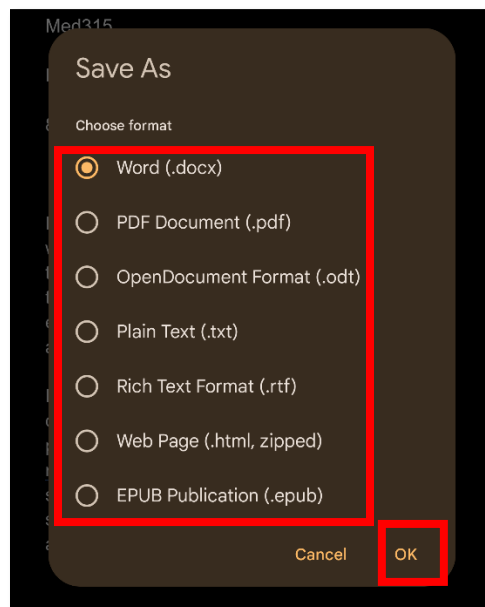 Med315
Save As
Choose format
Word (.docx)
PDF Document (.pdf)
OpenDocument Format (.odt)
Plain Text (.txt)
Rich Text Format (.rtf)
Web Page (.html, zipped)
EPUB Publication (.epub)
Cancel OK